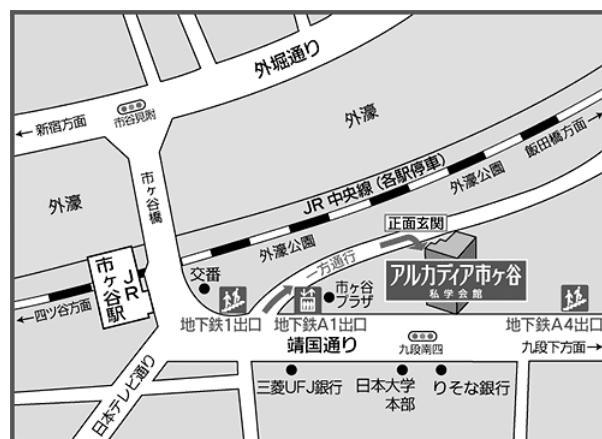 外堀通り
←新宿方面
市谷見附
外濠
飯田橋方面→
外濠
市ヶ谷橋
JR中央線(各駅停車)
外濠公園
正面玄関
外濠公園
一方通行
JR
市ヶ谷駅
交番
市ヶ谷
プラザ
アルカディア市ヶ谷
私学会館
←四ツ谷方面
地下鉄1出口
地下鉄A1出口
地下鉄A4出口
靖国通り
九段南四
九段下方面→
日本テレビ通り
三菱UFJ銀行
日本大学
本部
りそな銀行